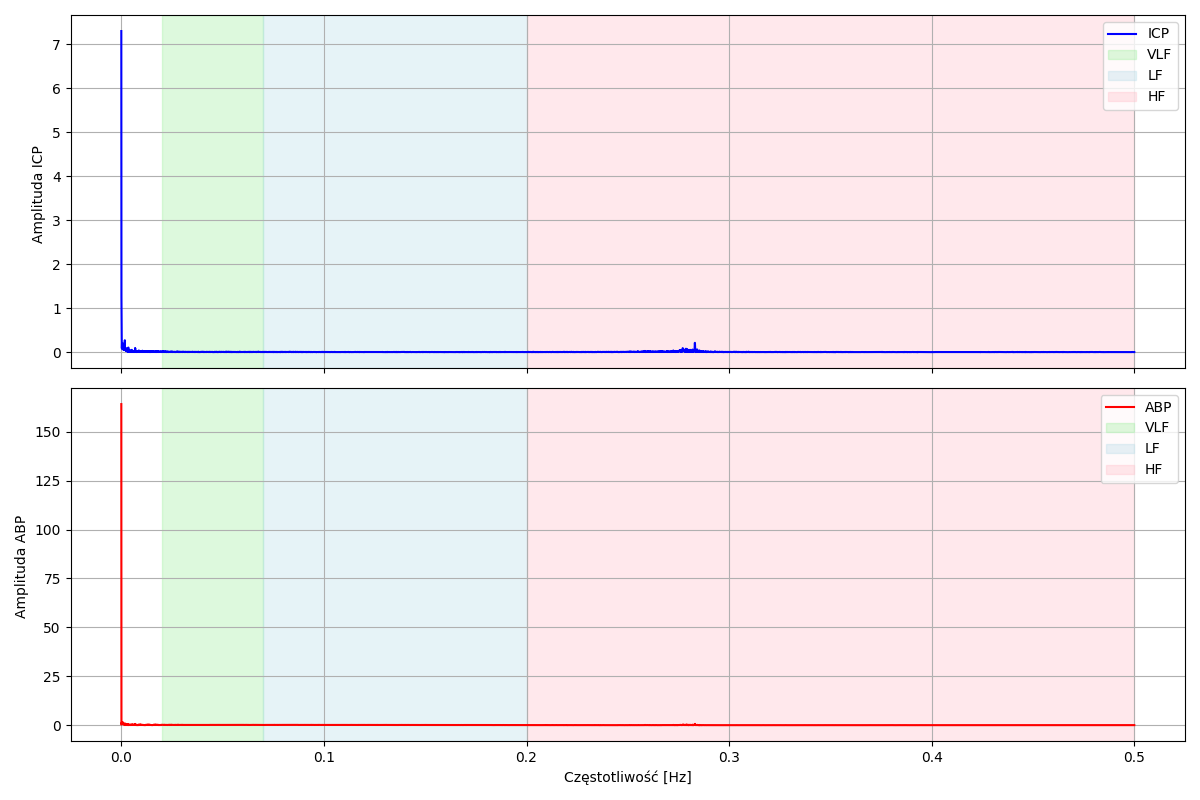 7
6
5
4
3
2
1
0
Amplituda ICP
ICP
VLF
LF
HF
150
125
100
75
50
25
0
Amplituda ABP
ABP
VLF
LF
HF
0.0 0.1 0.2 0.3 0.4 0.5
Częstotliwość [Hz]